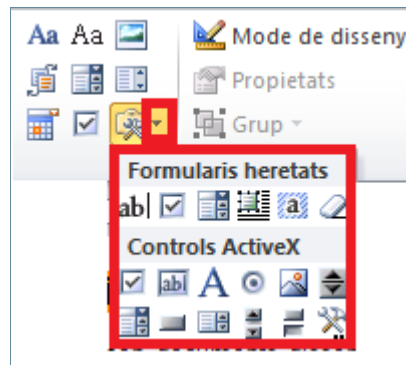 Aa Aa Mode de disseny
Propietats
Grup
Formularis heretats
ab| a
Controls ActiveX
abl A